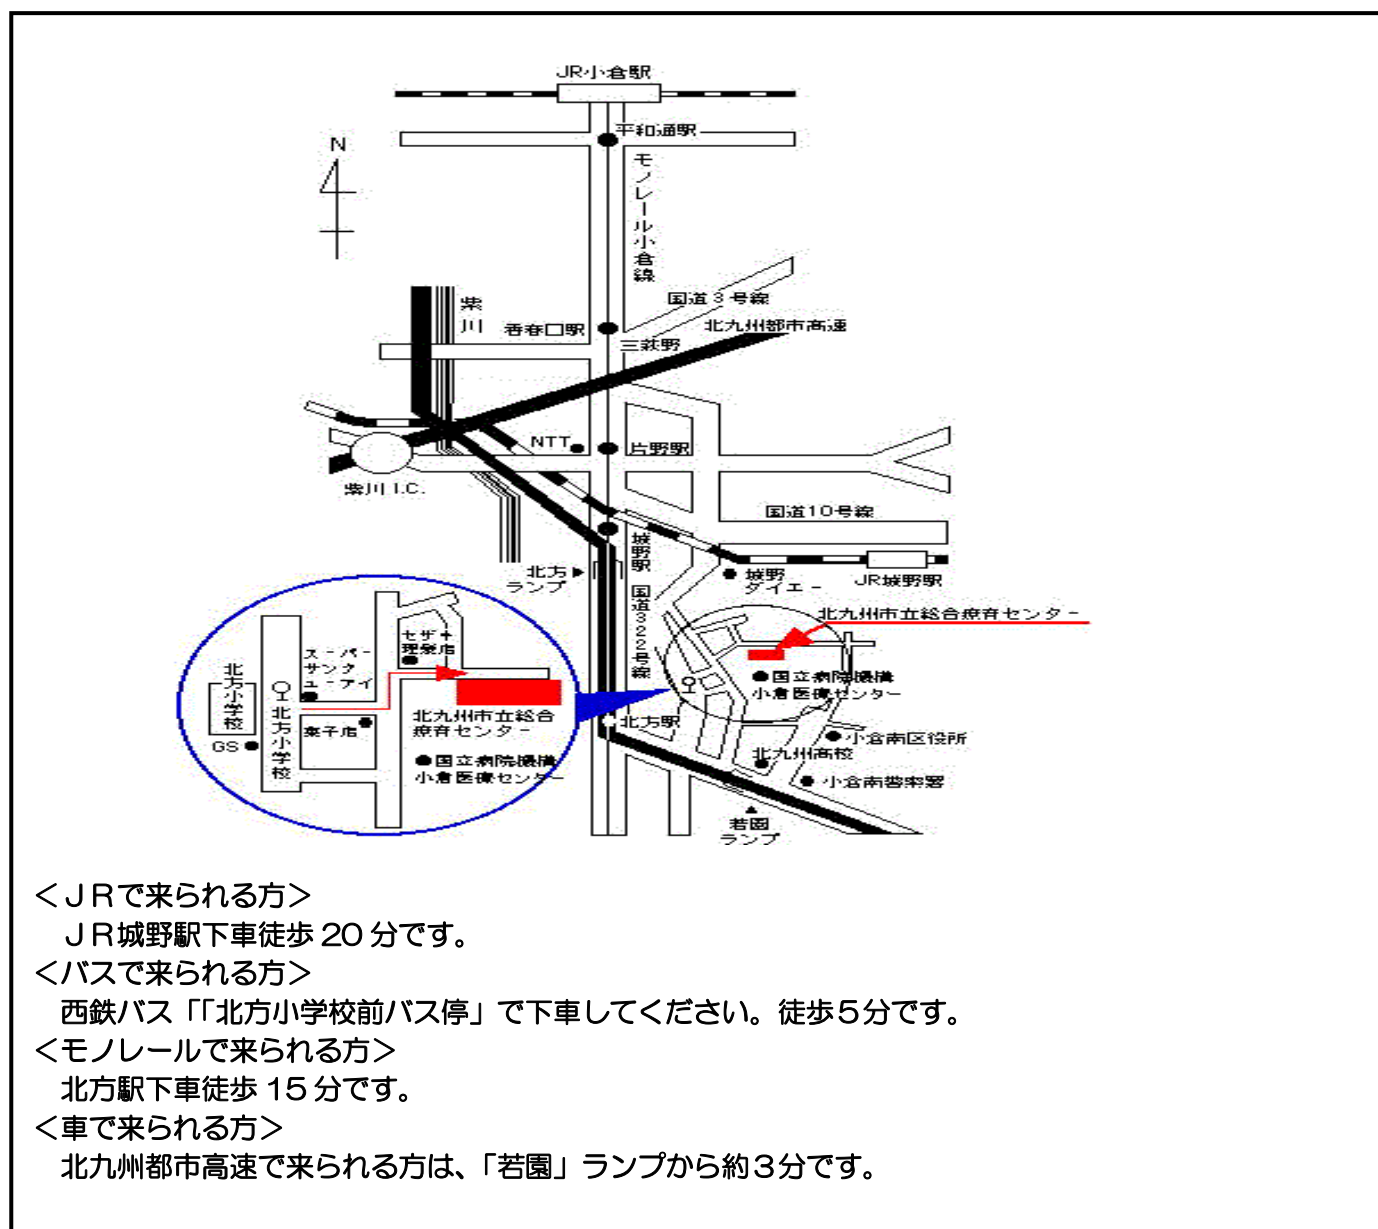 JR小倉駅
平和通駅
N
モノレール小倉線
国道3号線
紫川
香春口駅
北九州都市高速
三萩野
NTT
片野駅
紫川 I.C.
国道10号線
城野駅
北方
ランプ
城野
ダイエー
JR城野駅
国道322号線
北九州市立総合療育センター
国立病院機構
小倉医療センター
北方駅
小倉南区役所
北九州高校
小倉南警察署
若園
ランプ
スーパー
サンク
ユーアイ
北方小学校
北方小学校
菓子店
GS
北九州市立総合
療育センター
国立病院機構
小倉医療センター
＜ＪＲで来られる方＞
ＪＲ城野駅下車徒歩 20 分です。
＜バスで来られる方＞
西鉄バス「「北方小学校前バス停」で下車してください。徒歩５分です。
＜モノレールで来られる方＞
北方駅下車徒歩 15 分です。
＜車で来られる方＞
北九州都市高速で来られる方は、「若園」ランプから約３分です。